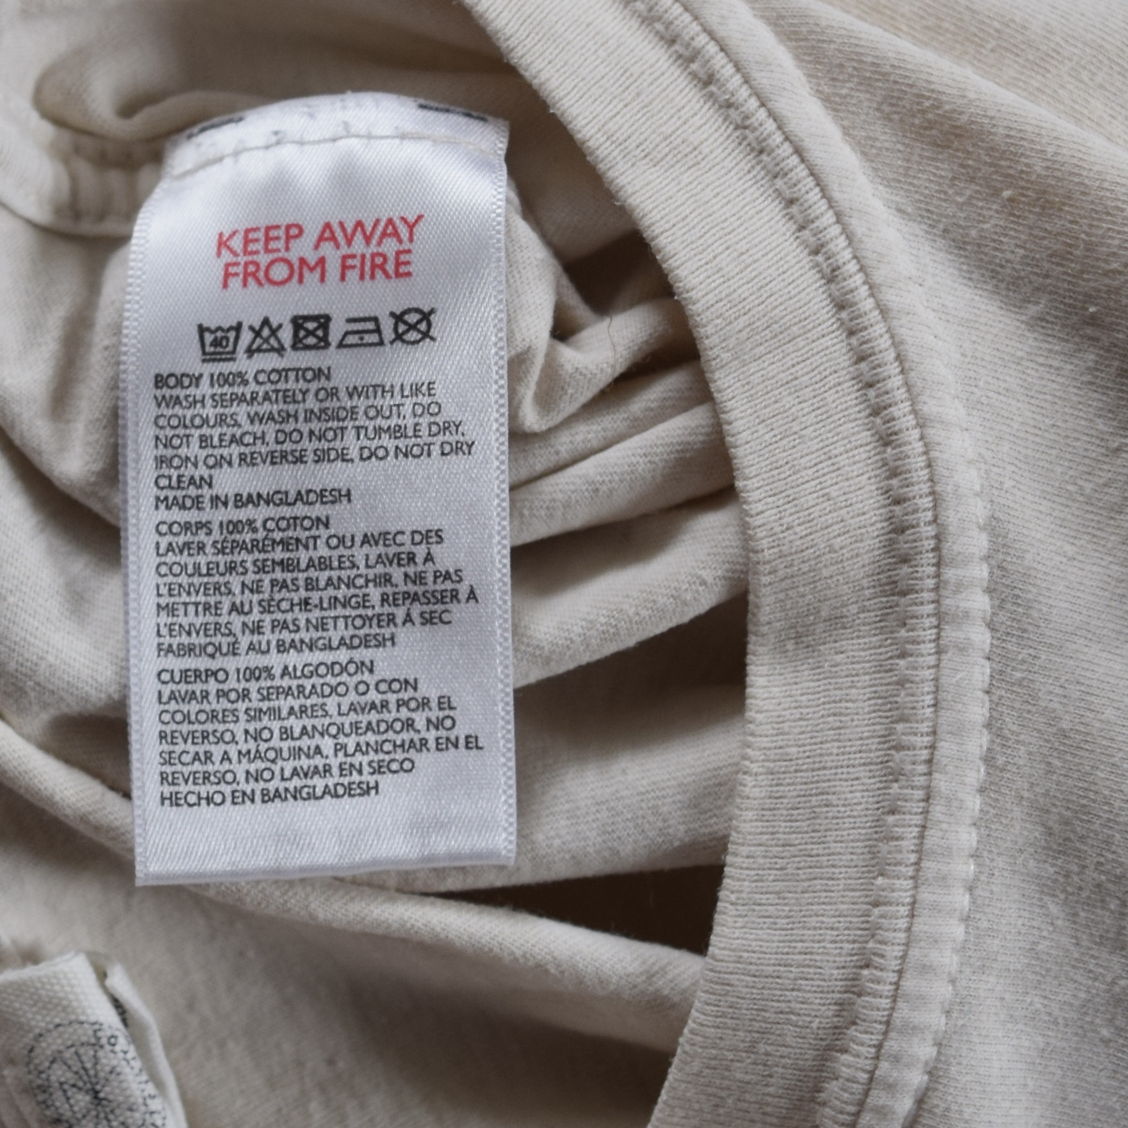 KEEP AWAY
FROM FIRE
40
BODY 100% COTTON
WASH SEPARATELY OR WITH LIKE
COLOURS, WASH INSIDE OUT, DO
NOT BLEACH, DO NOT TUMBLE DRY,
IRON ON REVERSE SIDE, DO NOT DRY
CLEAN
MADE IN BANGLADESH
CORPS 100% COTON
LAVER SÉPARÉMENT OU AVEC DES
COULEURS SEMBLABLES, LAVER À
L'ENVERS, NE PAS BLANCHIR, NE PAS
METTRE AU SÈCHE-LINGE, REPASSER À
L'ENVERS, NE PAS NETTOYER Á SEC
FABRIQUÉ AU BANGLADESH
CUERPO 100% ALGODÓN
LAVAR POR SEPARADO O CON
COLORES SIMILARES, LAVAR POR EL
REVERSO, NO BLANQUEADOR, NO
SECAR A MÁQUINA, PLANCHAR EN EL
REVERSO, NO LAVAR EN SECO
HECHO EN BANGLADESH